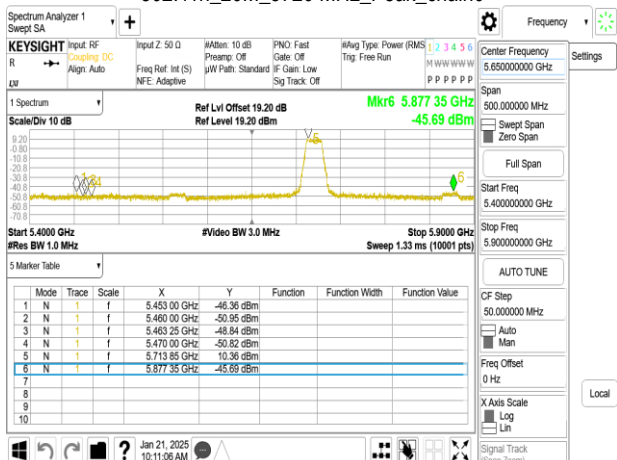 Spectrum Analyzer 1
Swept SA
+
Frequency
KEYSIGHT
Input: RF
Coupling: DC
Align: Auto
Input Z: 50 Ω
Freq Ref: Int (S)
NFE: Adaptive
#Atten: 10 dB
Preamp: Off
µW Path: Standard
PNO: Fast
Gate: Off
IF Gain: Low
Sig Track: Off
#Avg Type: Power (RMS
Trig: Free Run
1 2 3 4 5 6
M W W W W W
P P P P P P
R
LXI
1 Spectrum
Scale/Div 10 dB
Ref Lvl Offset 19.20 dB
Ref Level 19.20 dBm
Mkr6 5.877 35 GHz
-45.69 dBm
9.20
-0.80
-10.8
-20.8
-30.8
-40.8
-50.8
-60.8
-70.8
5
6
Start 5.4000 GHz
#Video BW 3.0 MHz
Stop 5.9000 GHz
#Res BW 1.0 MHz
Sweep 1.33 ms (10001 pts)
5 Marker Table
Mode Trace Scale X Y Function Function Width Function Value
1 N 1 f 5.453 00 GHz -46.36 dBm
2 N 1 f 5.460 00 GHz -50.95 dBm
3 N 1 f 5.463 25 GHz -48.84 dBm
4 N 1 f 5.470 00 GHz -50.82 dBm
5 N 1 f 5.713 85 GHz 10.36 dBm
6 N 1 f 5.877 35 GHz -45.69 dBm
7
8
9
10
Jan 21, 2025
10:11:06 AM
?
Center Frequency
5.650000000 GHz
Settings
Span
500.000000 MHz
Swept Span
Zero Span
Full Span
Start Freq
5.400000000 GHz
Stop Freq
5.900000000 GHz
AUTO TUNE
CF Step
50.000000 MHz
Auto
Man
Freq Offset
0 Hz
Local
X Axis Scale
Log
Lin
Signal Track